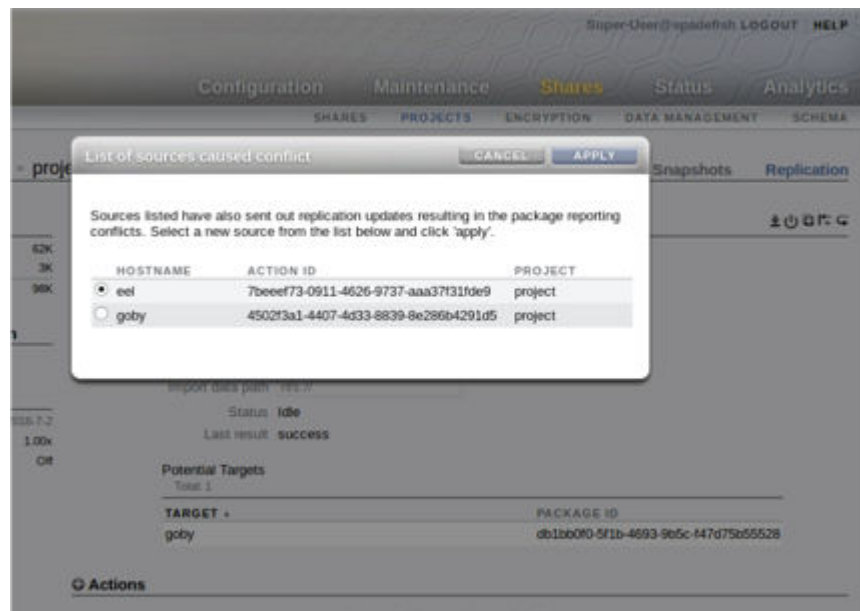 Super-User@spadefish LOGOUT HELP
Configuration Maintenance Shares Status Analytics
SHARES PROJECTS ENCRYPTION DATA MANAGEMENT SCHEMA
proje
List of sources caused conflict CANCEL APPLY
Snapshots Replication
Sources listed have also sent out replication updates resulting in the package reporting
conflicts. Select a new source from the list below and click 'apply'.
62K
3K
98K
HOSTNAME ACTION ID PROJECT
eel 7beeef73-0911-4626-9737-aaa37f31fde9 project
goby 4502f3a1-4407-4d33-8839-8e286b4291d5 project
n
Import data path
Status Idle
1.00x
Last result success
Off
Potential Targets
Total: 1
TARGET PACKAGE ID
goby db1bb0f0-5f1b-4693-9b5c-f47d75b55528
Actions